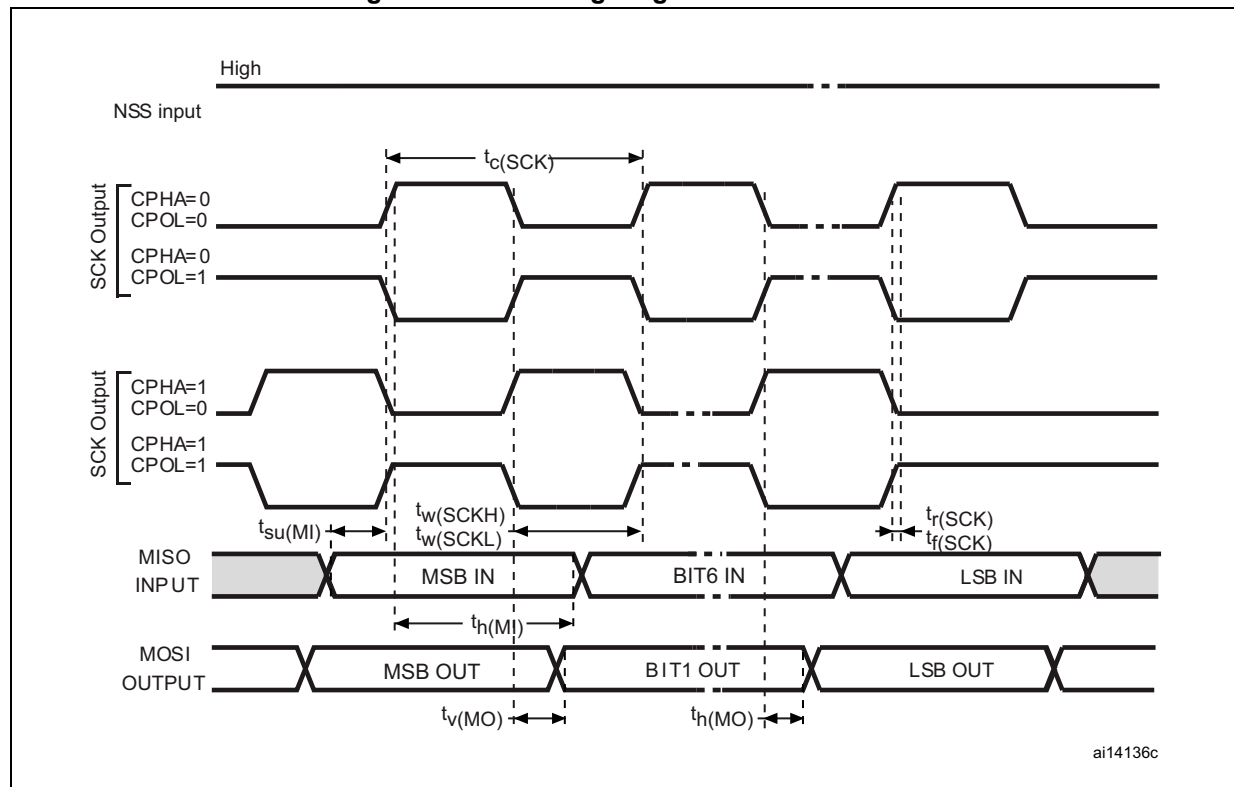 High
NSS input
tc(SCK)
SCK Output
CPHA=0
CPOL=0
CPHA=0
CPOL=1
SCK Output
CPHA=1
CPOL=0
CPHA=1
CPOL=1
tsu(MI)
tw(SCKH)
tw(SCKL)
tr(SCK)
tf(SCK)
MISO
INPUT
MSB IN
BIT6 IN
LSB IN
th(MI)
MOSI
OUTPUT
MSB OUT
BIT1 OUT
LSB OUT
tv(MO)
th(MO)
ai14136c